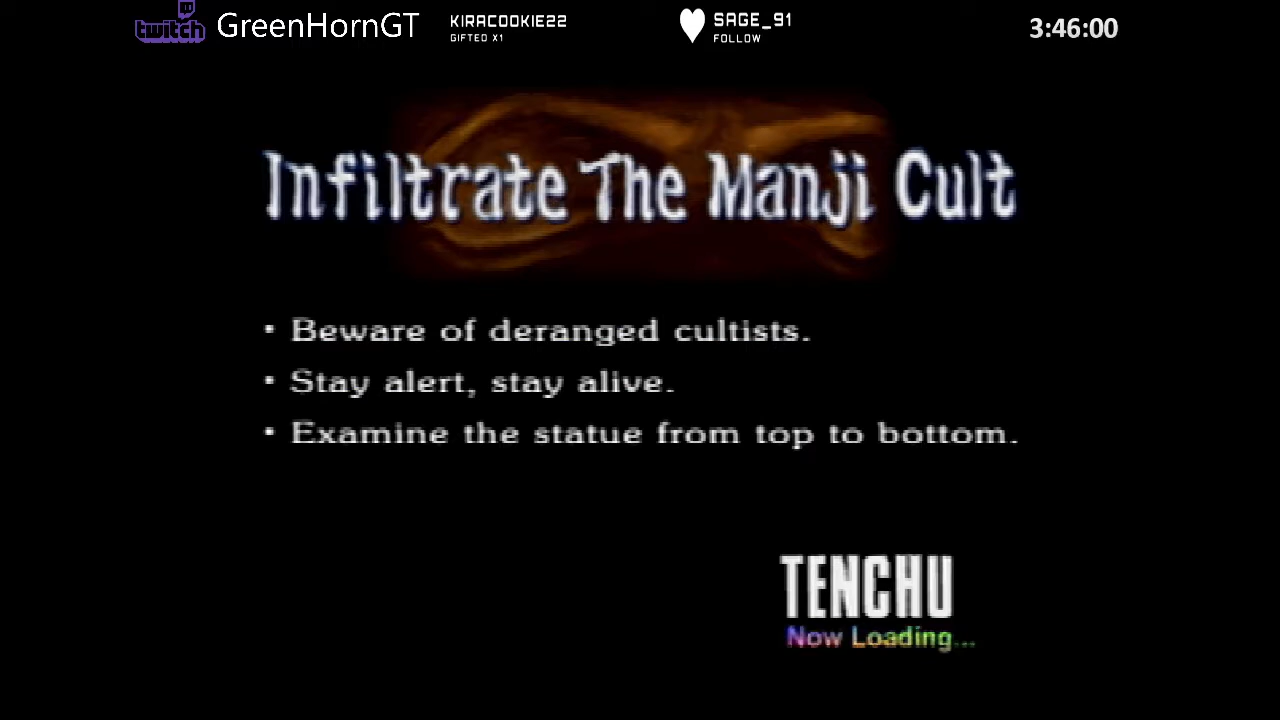 twitch GreenHornGT
KIRACOOKIE22
GIFTED X1
SAGE_91
FOLLOW
3:46:00
Infiltrate The Manji Cult
• Beware of deranged cultists.
• Stay alert, stay alive.
• Examine the statue from top to bottom.
TENCHU
Now Loading...